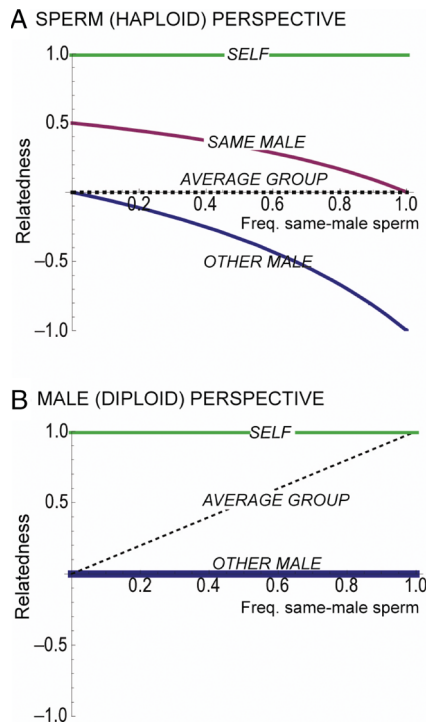 A SPERM (HAPLOID) PERSPECTIVE
1.0
SELF
0.5
SAME MALE
AVERAGE GROUP
0.2 0.4 0.6 0.8 1.0
Freq. same-male sperm
Relatedness
−0.5
OTHER MALE
−1.0
B MALE (DIPLOID) PERSPECTIVE
1.0
SELF
0.5
AVERAGE GROUP
OTHER MALE
0.2 0.4 0.6 0.8 1.0
Freq. same-male sperm
Relatedness
−0.5
−1.0